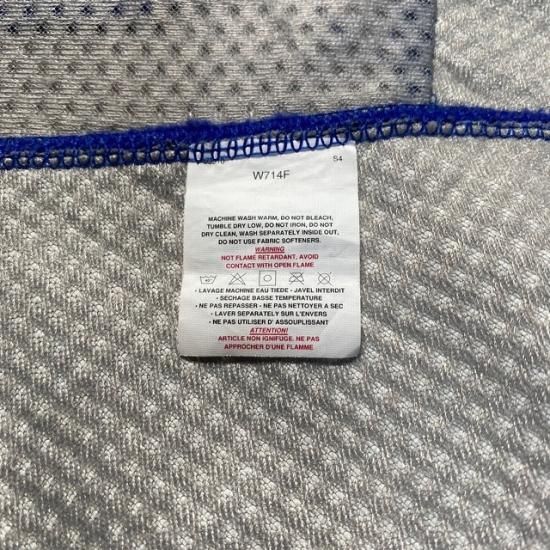 S4
W714F
MACHINE WASH WARM, DO NOT BLEACH,
TUMBLE DRY LOW, DO NOT IRON, DO NOT
DRY CLEAN, WASH SEPARATELY INSIDE OUT,
DO NOT USE FABRIC SOFTENERS.
WARNING
NOT FLAME RETARDANT, AVOID
CONTACT WITH OPEN FLAME
- LAVAGE MACHINE EAU TIEDE - JAVEL INTERDIT
- SECHAGE BASSE TEMPERATURE
- NE PAS REPASSER - NE PAS NETTOYER A SEC
- LAVER SEPARATELY SUR L'ENVERS
- NE PAS UTILISER D' ASSOUPLISSANT
ATTENTION!
ARTICLE NON IGNIFUGE. NE PAS
APPROCHER D'UNE FLAMME.